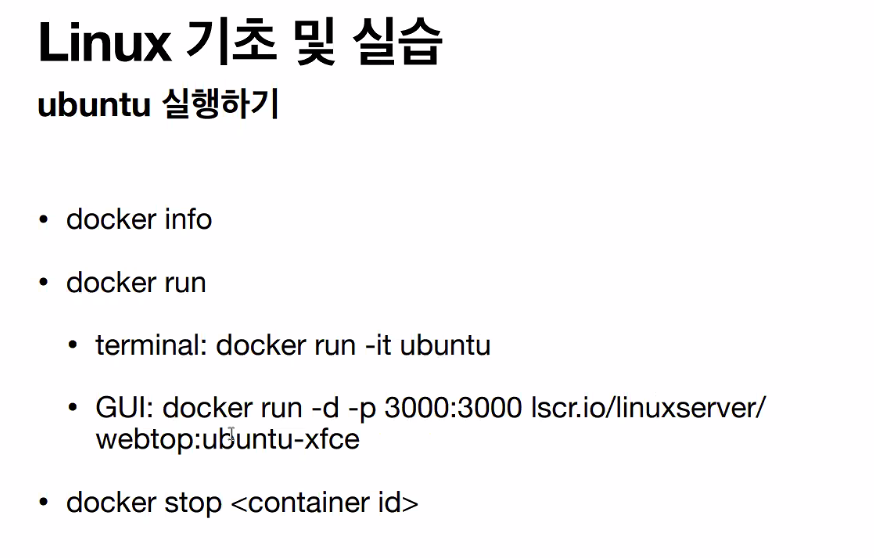 Linux 기초 및 실습
ubuntu 실행하기
• docker info
• docker run
• terminal: docker run -it ubuntu
• GUI: docker run -d -p 3000:3000 lscr.io/linuxserver/
webtop:ubuntu-xfce
• docker stop <container id>